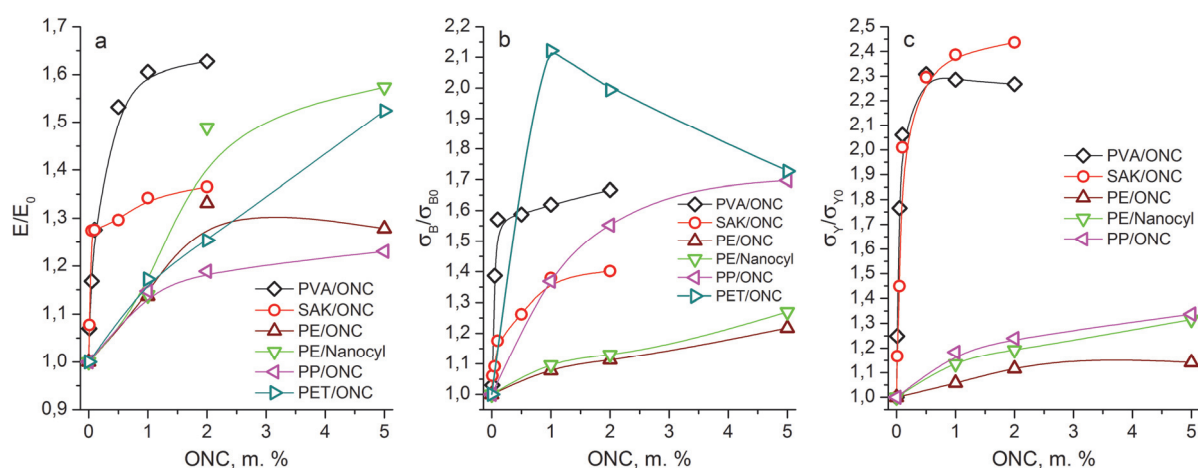 a
E/E0
1,7
1,6
1,5
1,4
1,3
1,2
1,1
1,0
0,9
0 1 2 3 4 5
ONC, m. %
PVA/ONC
SAK/ONC
PE/ONC
PE/Nanocyl
PP/ONC
PET/ONC
b
σB/σB0
2,2
2,1
2,0
1,9
1,8
1,7
1,6
1,5
1,4
1,3
1,2
1,1
1,0
0 1 2 3 4 5
ONC, m. %
PVA/ONC
SAK/ONC
PE/ONC
PE/Nanocyl
PP/ONC
PET/ONC
c
σY/σY0
2,5
2,4
2,3
2,2
2,1
2,0
1,9
1,8
1,7
1,6
1,5
1,4
1,3
1,2
1,1
1,0
0 1 2 3 4 5
ONC, m. %
PVA/ONC
SAK/ONC
PE/ONC
PE/Nanocyl
PP/ONC